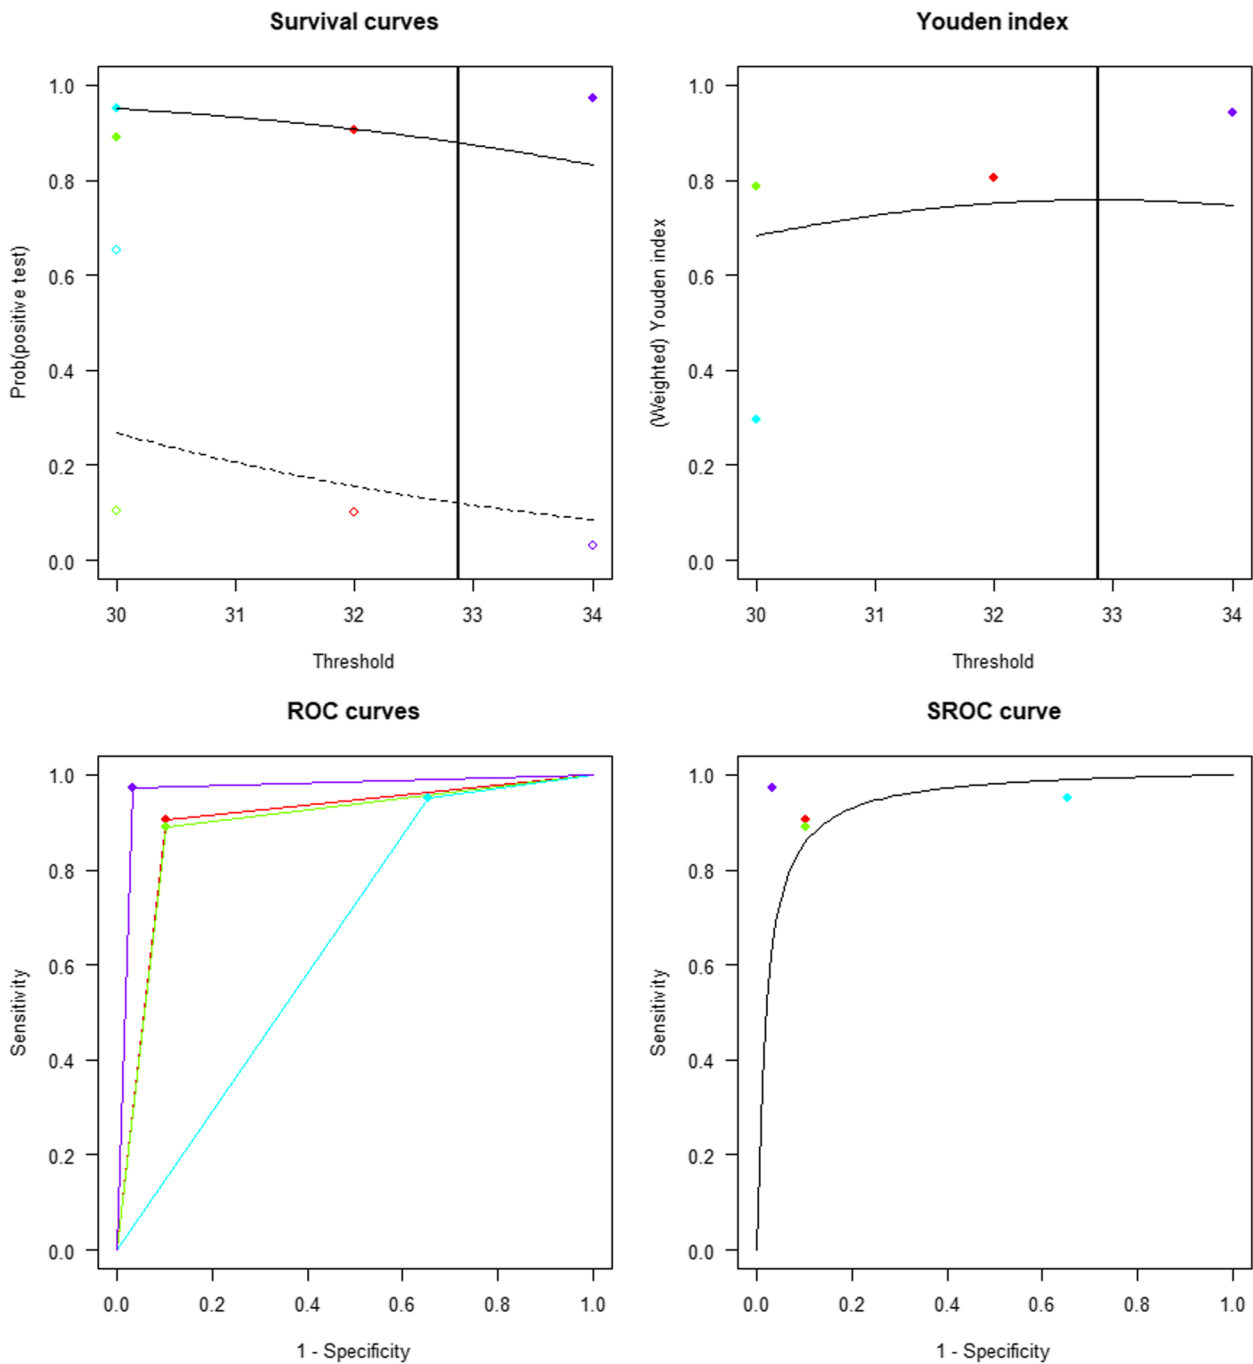 Survival curves
Prob(positive test)
1.0
0.8
0.6
0.4
0.2
0.0
30 31 32 33 34
Threshold
Youden index
(Weighted) Youden index
1.0
0.8
0.6
0.4
0.2
0.0
30 31 32 33 34
Threshold
ROC curves
Sensitivity
1.0
0.8
0.6
0.4
0.2
0.0
0.0 0.2 0.4 0.6 0.8 1.0
1 - Specificity
SROC curve
Sensitivity
1.0
0.8
0.6
0.4
0.2
0.0
0.0 0.2 0.4 0.6 0.8 1.0
1 - Specificity